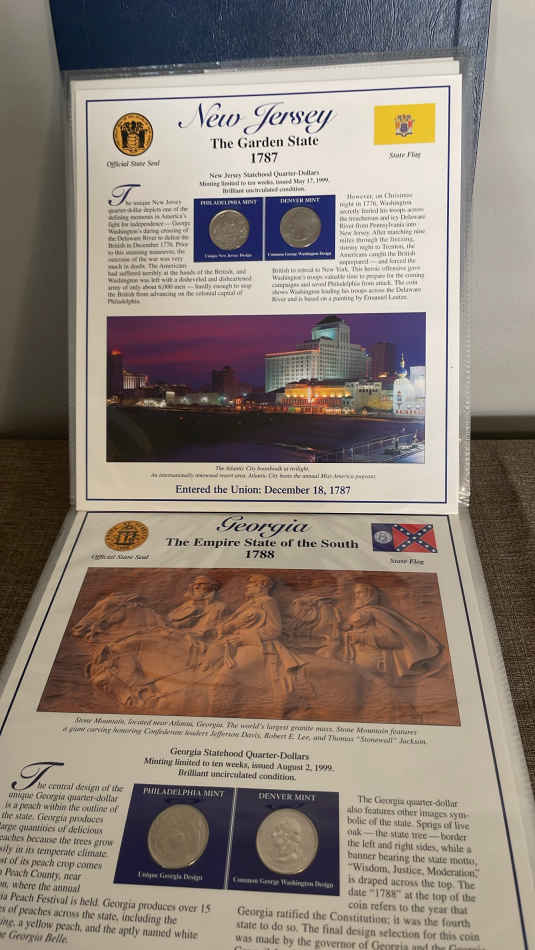 New Jersey
The Garden State
1787
Official State Seal
State Flag
New Jersey Statehood Quarter-Dollars
Minting limited to ten weeks, issued May 17, 1999.
Brilliant uncirculated condition.
The unique New Jersey
quarter-dollar depicts one of the
defining moments in America's
fight for independence — George
Washington's daring crossing of
the Delaware River to defeat the
British in December 1776. Prior
to this stunning maneuver, the
outcome of the war was very
much in doubt. The Americans
had suffered terribly at the hands of the British, and
Washington was left with a disheveled and disheartened
army of only about 6,000 men — hardly enough to stop
the British from advancing on the colonial capital of
Philadelphia.
PHILADELPHIA MINT
Unique New Jersey Design
DENVER MINT
Common George Washington Design
However, on Christmas
night in 1776, Washington
secretly ferried his troops across
the treacherous and icy Delaware
River from Pennsylvania into
New Jersey. After marching nine
miles through the freezing,
stormy night to Trenton, the
Americans caught the British
unprepared — and forced the
British to retreat to New York. This heroic offensive gave
Washington's troops valuable time to prepare for the coming
campaigns and saved Philadelphia from attack. The coin
shows Washington leading his troops across the Delaware
River and is based on a painting by Emanuel Leutze.
The Atlantic City boardwalk at twilight.
An internationally renowned resort area, Atlantic City hosts the annual Miss America pageant.
Entered the Union: December 18, 1787
Georgia
The Empire State of the South
1788
Official State Seal
State Flag
Stone Mountain, located near Atlanta, Georgia. The world's largest granite mass, Stone Mountain features
a giant carving honoring Confederate leaders Jefferson Davis, Robert E. Lee, and Thomas "Stonewall" Jackson.
Georgia Statehood Quarter-Dollars
Minting limited to ten weeks, issued August 2, 1999.
Brilliant uncirculated condition.
The central design of the
unique Georgia quarter-dollar
is a peach within the outline of
the state. Georgia produces
large quantities of delicious
peaches because the trees grow
easily in its temperate climate.
of its peach crop comes
Peach County, near
where the annual
Peach Festival is held. Georgia produces over 15
of peaches across the state, including the
a yellow peach, and the aptly named white
Georgia Belle.
PHILADELPHIA MINT
Unique Georgia Design
DENVER MINT
Common George Washington Design
The Georgia quarter-dollar
also features other images sym-
bolic of the state. Sprigs of live
oak — the state tree — border
the left and right sides, while a
banner bearing the state motto,
"Wisdom, Justice, Moderation,"
is draped across the top. The
date "1788" at the top of the
coin refers to the year that
Georgia ratified the Constitution; it was the fourth
state to do so. The final design selection for this coin
was made by the governor of Georgia and the Georgia